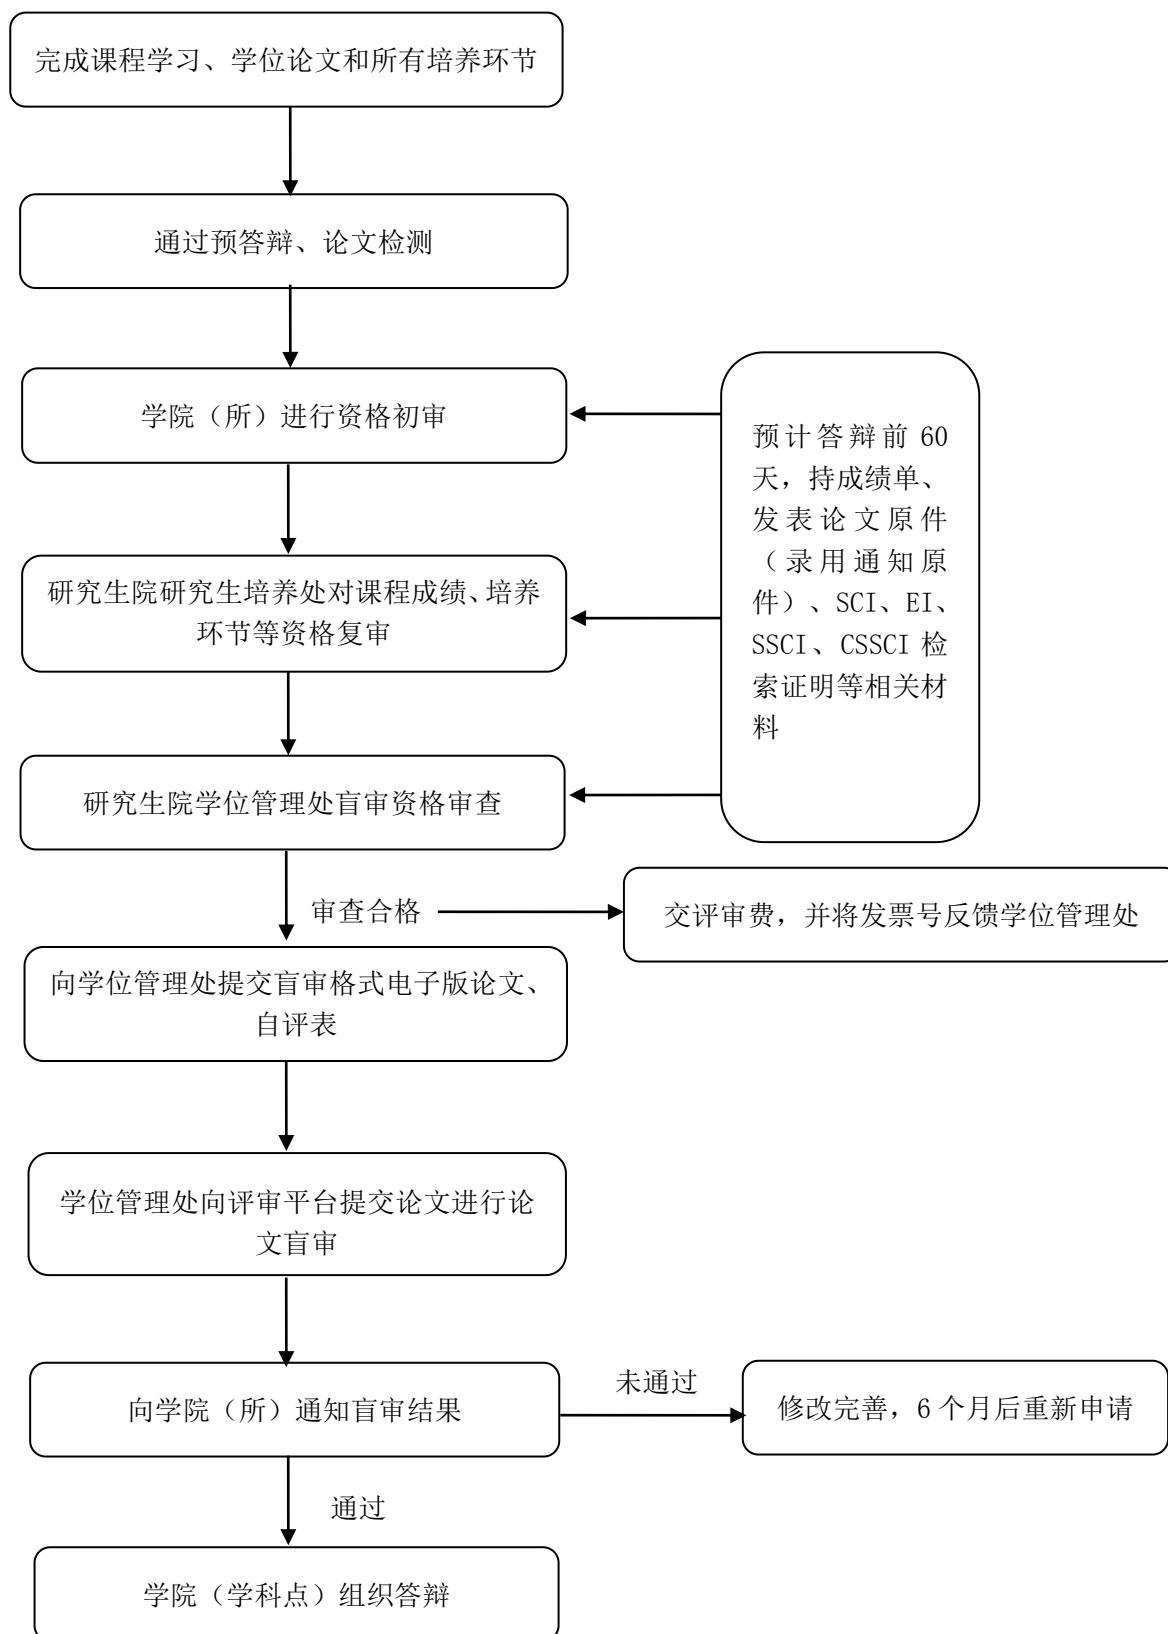 完成课程学习、学位论文和所有培养环节
通过预答辩、论文检测
学院（所）进行资格初审
预计答辩前 60
天，持成绩单、
发表论文原件
（录用通知原
件）、SCI、EI、
SSCI、CSSCI 检
索证明等相关材
料
研究生院研究生培养处对课程成绩、培养
环节等资格复审
研究生院学位管理处盲审资格审查
审查合格
交评审费，并将发票号反馈学位管理处
向学位管理处提交盲审格式电子版论文、
自评表
学位管理处向评审平台提交论文进行论
文盲审
向学院（所）通知盲审结果
未通过
修改完善，6 个月后重新申请
通过
学院（学科点）组织答辩